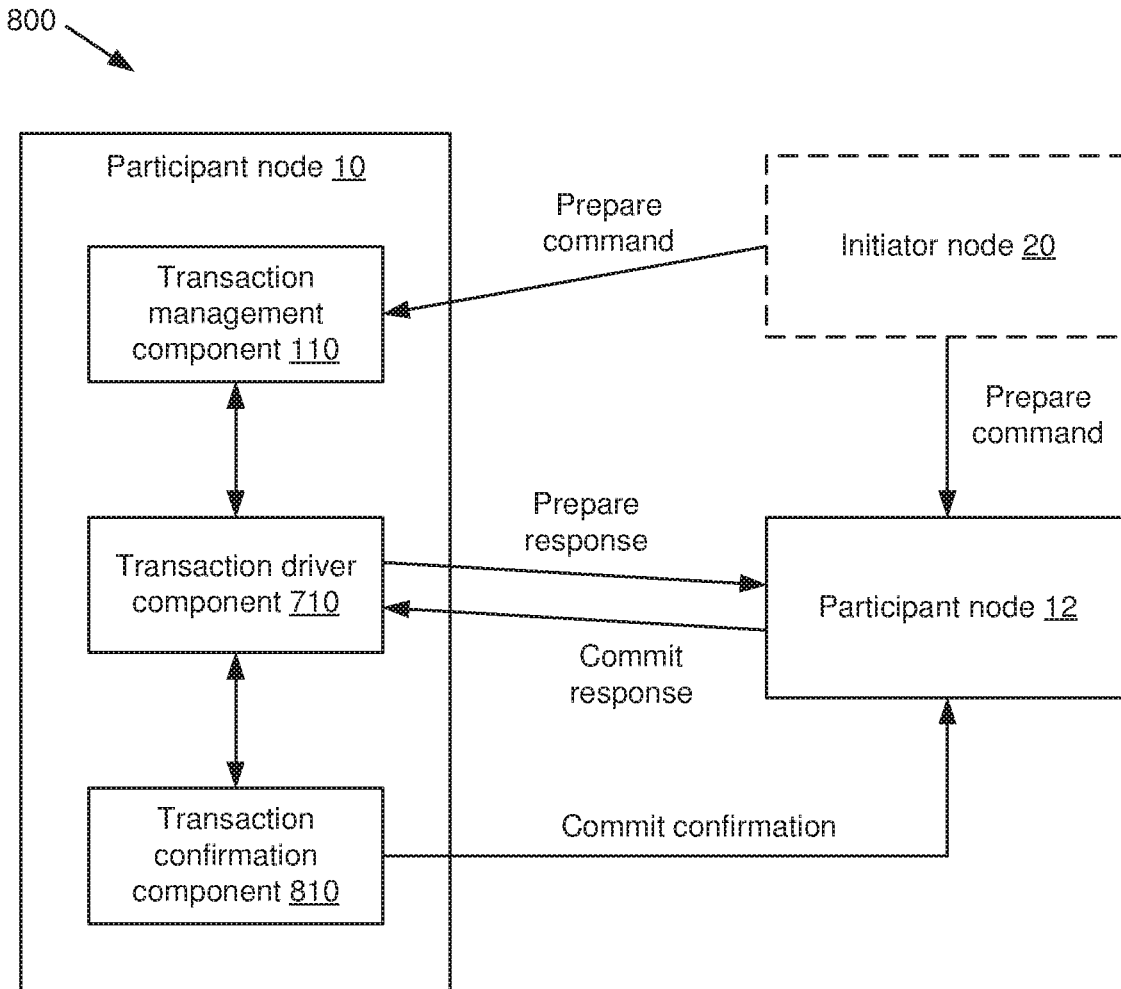 800
Participant node 10
Transaction
management
component 110
Prepare
command
Initiator node 20
Prepare
command
Transaction driver
component 710
Prepare
response
Commit
response
Participant node 12
Transaction
confirmation
component 810
Commit confirmation